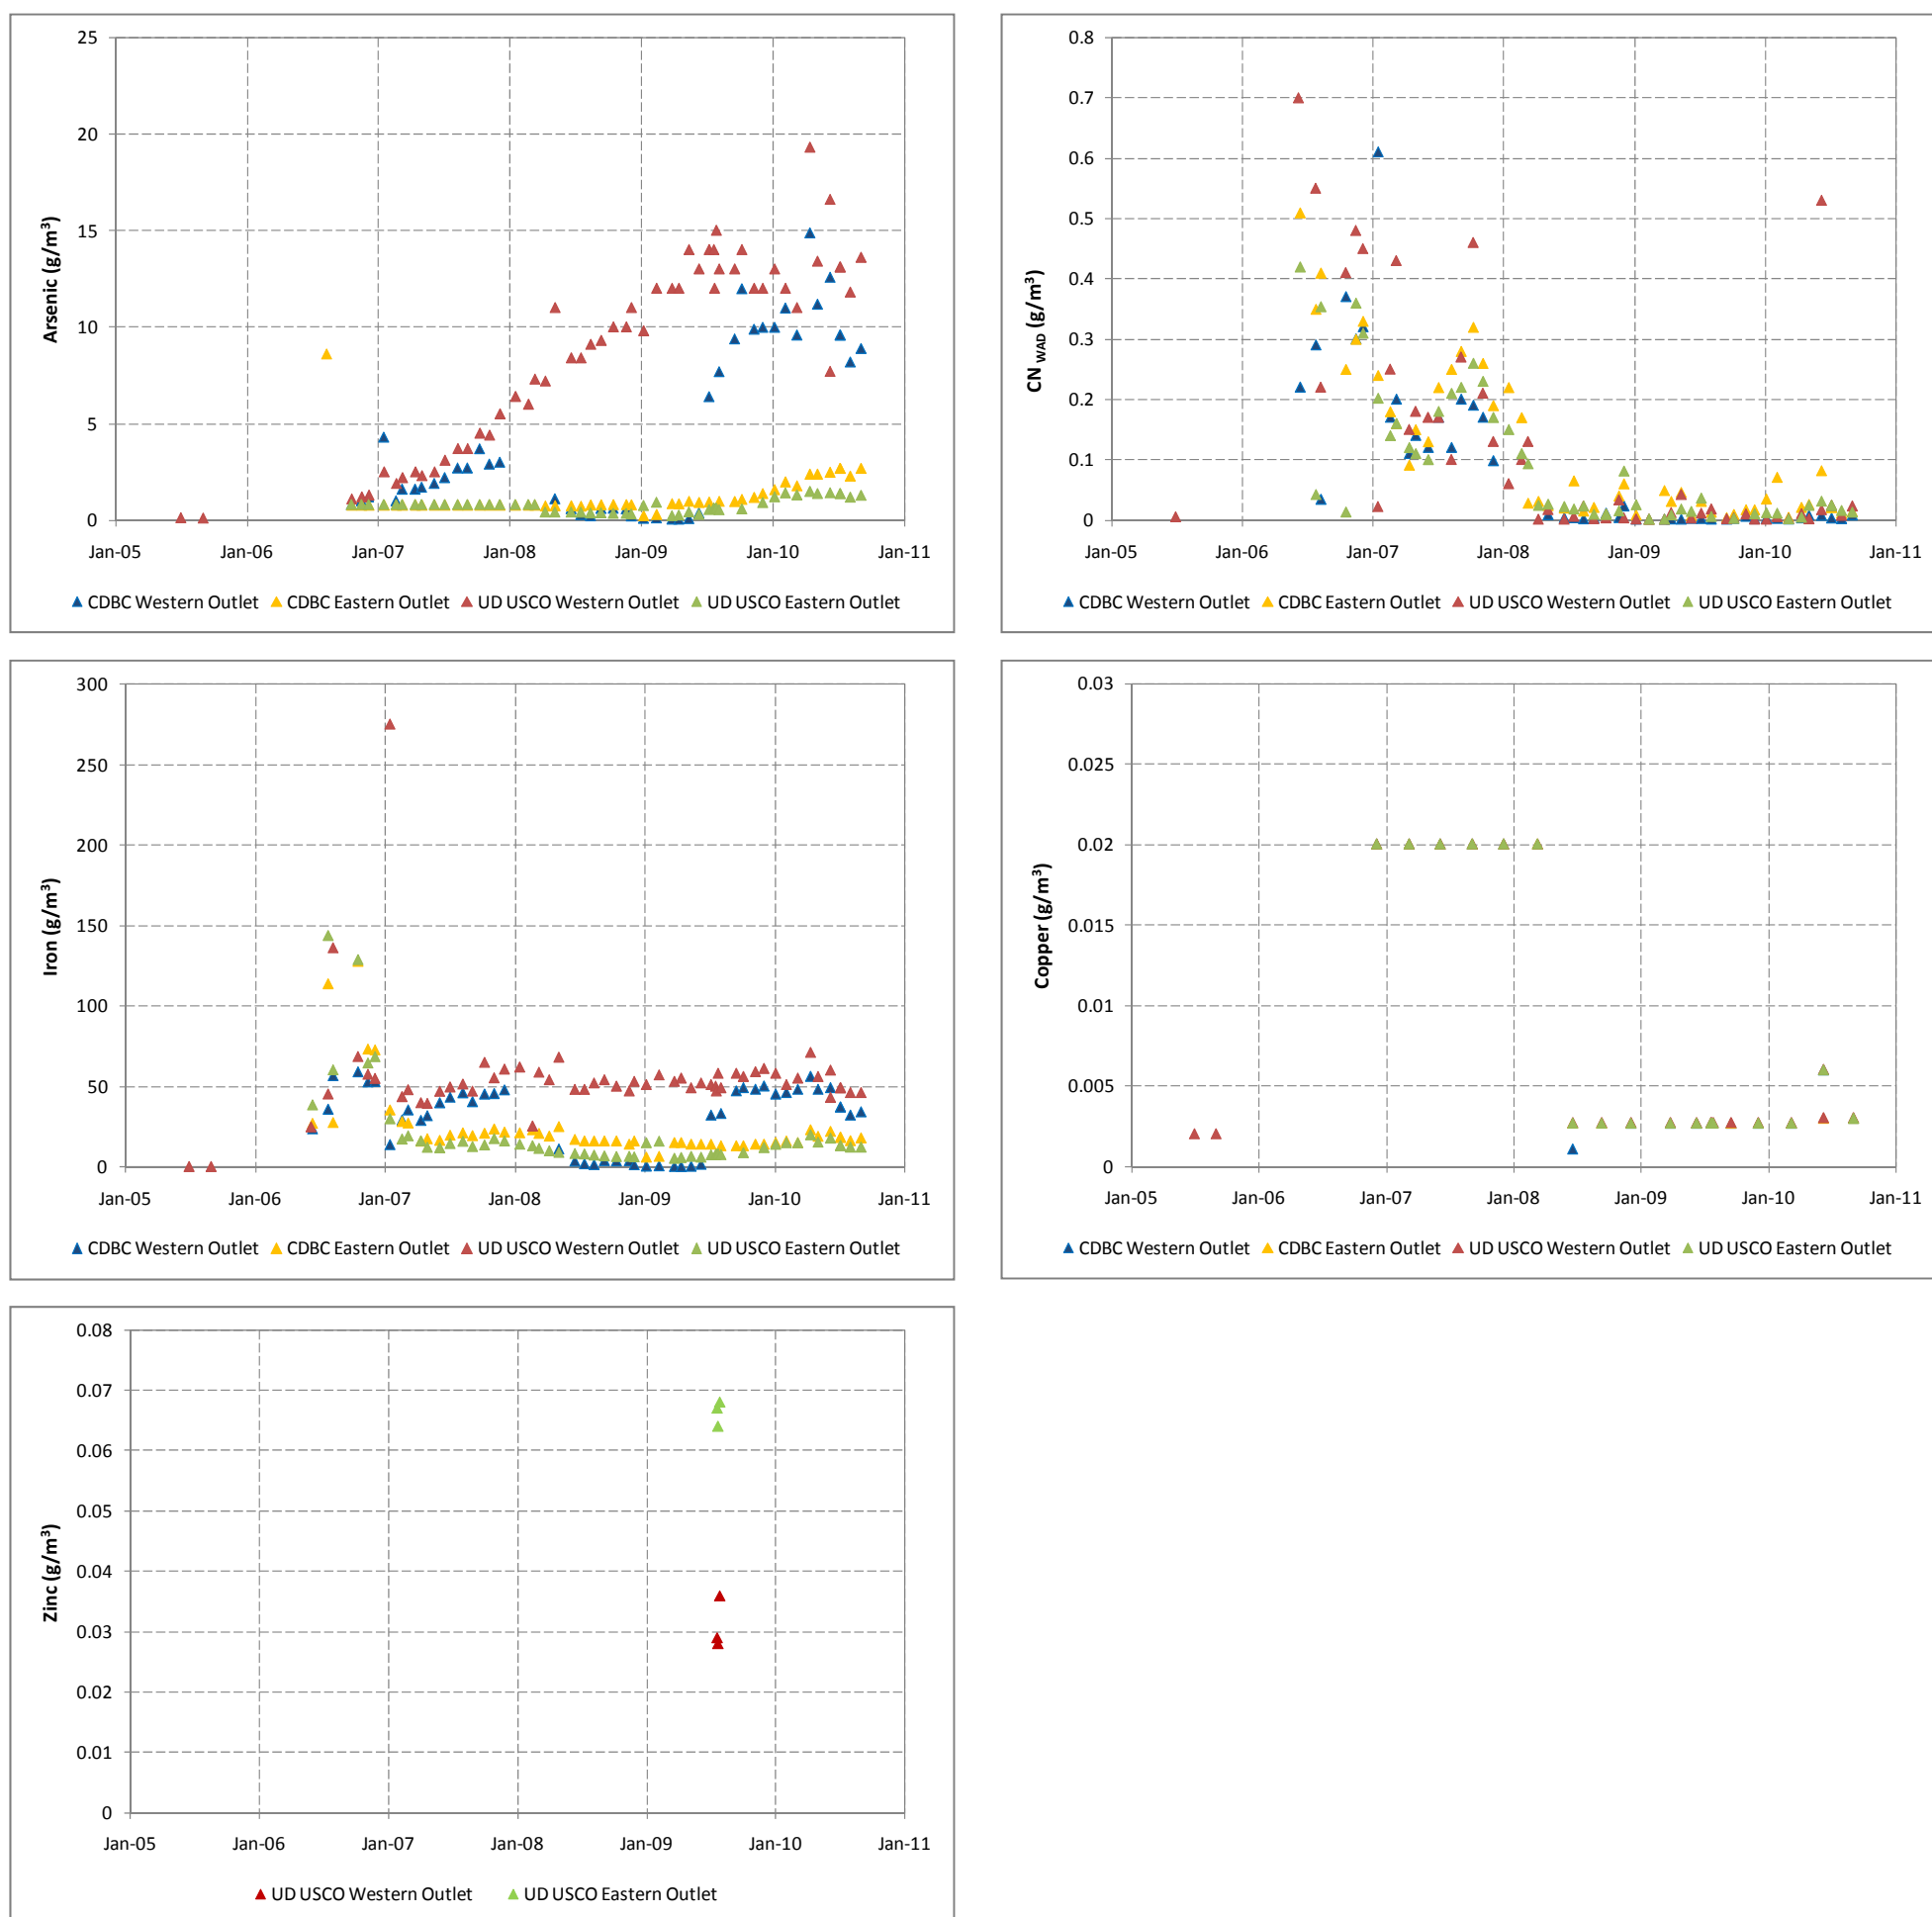 25
20
15
10
5
0
Arsenic (g/m³)
Jan-05 Jan-06 Jan-07 Jan-08 Jan-09 Jan-10 Jan-11
CDBC Western Outlet CDBC Eastern Outlet UD USCO Western Outlet UD USCO Eastern Outlet
0.8
0.7
0.6
0.5
0.4
0.3
0.2
0.1
0
CN WAD (g/m³)
Jan-05 Jan-06 Jan-07 Jan-08 Jan-09 Jan-10 Jan-11
CDBC Western Outlet CDBC Eastern Outlet UD USCO Western Outlet UD USCO Eastern Outlet
300
250
200
150
100
50
0
Iron (g/m³)
Jan-05 Jan-06 Jan-07 Jan-08 Jan-09 Jan-10 Jan-11
CDBC Western Outlet CDBC Eastern Outlet UD USCO Western Outlet UD USCO Eastern Outlet
0.03
0.025
0.02
0.015
0.01
0.005
0
Copper (g/m³)
Jan-05 Jan-06 Jan-07 Jan-08 Jan-09 Jan-10 Jan-11
CDBC Western Outlet CDBC Eastern Outlet UD USCO Western Outlet UD USCO Eastern Outlet
0.08
0.07
0.06
0.05
0.04
0.03
0.02
0.01
0
Zinc (g/m³)
Jan-05 Jan-06 Jan-07 Jan-08 Jan-09 Jan-10 Jan-11
UD USCO Western Outlet UD USCO Eastern Outlet